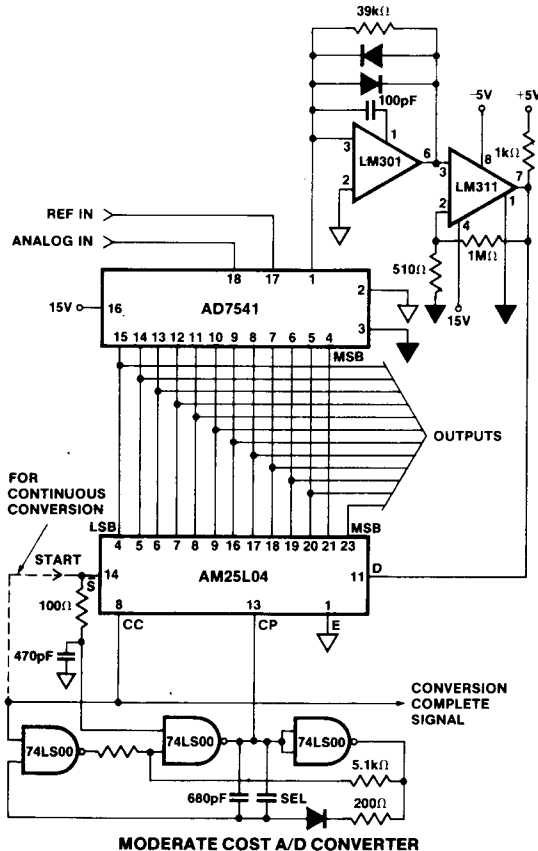 39kΩ
100pF
-5V
+5V
1
3
6
LM301
2
1kΩ
8
3
7
LM311
1
2
4
1MΩ
510Ω
15V
REF IN
ANALOG IN
18
17
1
15V
16
AD7541
2
3
15 14 13 12 11 10 9 8 7 6 5 4
MSB
OUTPUTS
FOR
CONTINUOUS
CONVERSION
LSB
MSB
4 5 6 7 8 9 16 17 18 19 20 21 23
START
14
S
AM25L04
11
D
8
13
1
CC
CP
E
100Ω
470pF
CONVERSION
COMPLETE
SIGNAL
74LS00
74LS00
74LS00
5.1kΩ
680pF
SEL
200Ω
MODERATE COST A/D CONVERTER